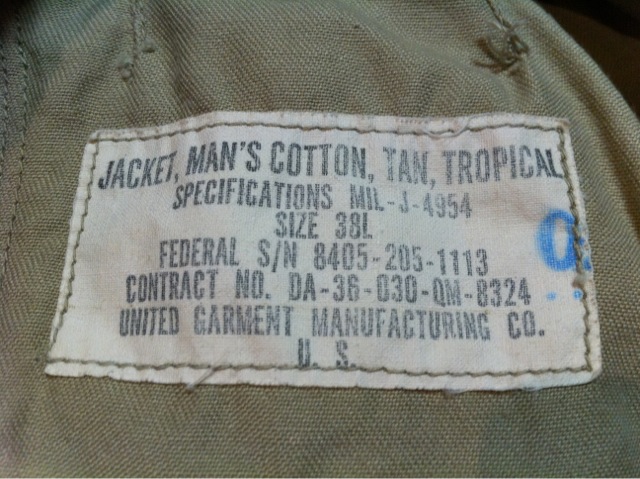 JACKET, MAN'S COTTON, TAN, TROPICAL
SPECIFICATIONS MIL-J-4954
SIZE 38L
FEDERAL S/N 8405-205-1113
CONTRACT NO. DA-36-030-QM-8324
UNITED GARMENT MANUFACTURING CO.
U. S.